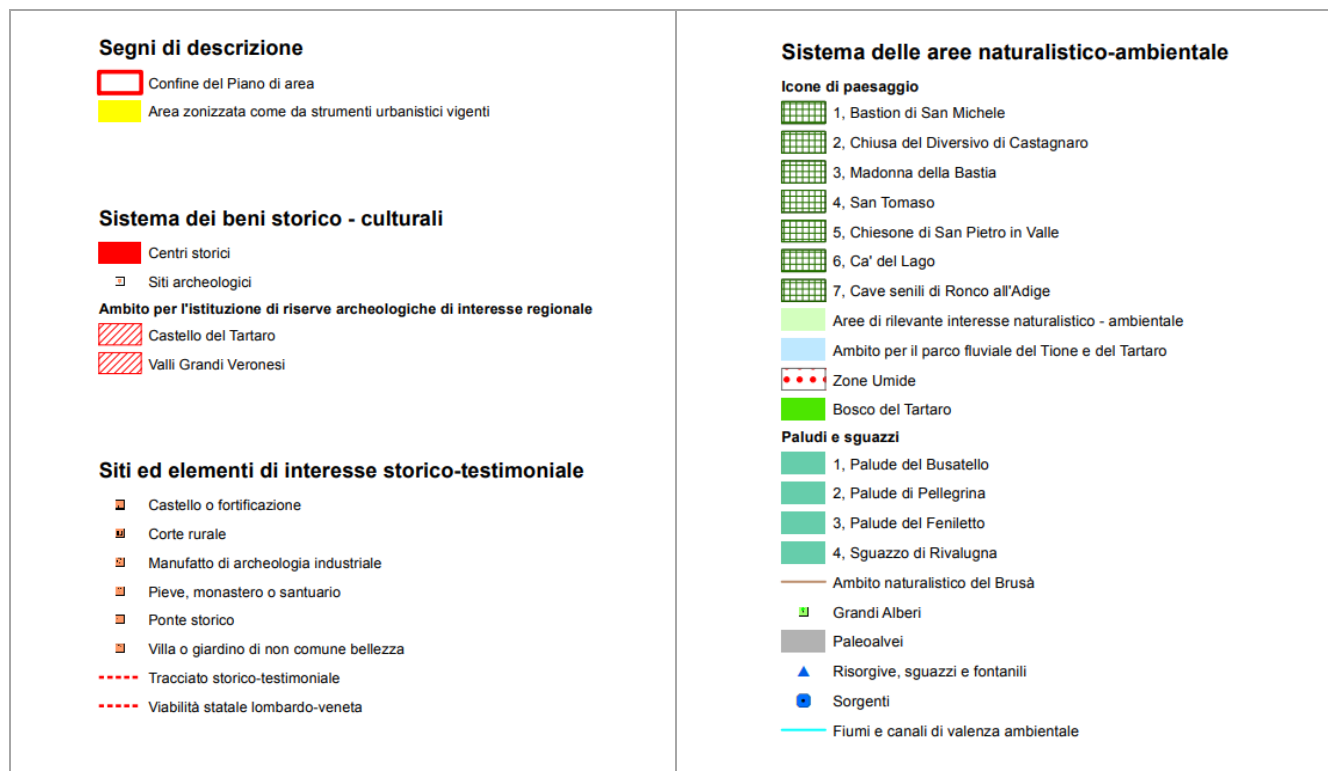 Segni di descrizione
Confine del Piano di area
Area zonizzata come da strumenti urbanistici vigenti
Sistema dei beni storico - culturali
Centri storici
Siti archeologici
Ambito per l'istituzione di riserve archeologiche di interesse regionale
Castello del Tartaro
Valli Grandi Veronesi
Siti ed elementi di interesse storico-testimoniale
Castello o fortificazione
Corte rurale
Manufatto di archeologia industriale
Pieve, monastero o santuario
Ponte storico
Villa o giardino di non comune bellezza
Tracciato storico-testimoniale
Viabilità statale lombardo-veneta
Sistema delle aree naturalistico-ambientale
Icone di paesaggio
1, Bastion di San Michele
2, Chiusa del Diversivo di Castagnaro
3, Madonna della Bastia
4, San Tomaso
5, Chiesone di San Pietro in Valle
6, Ca' del Lago
7, Cave senili di Ronco all'Adige
Aree di rilevante interesse naturalistico - ambientale
Ambito per il parco fluviale del Tione e del Tartaro
Zone Umide
Bosco del Tartaro
Paludi e sguazzi
1, Palude del Busatello
2, Palude di Pellegrina
3, Palude del Feniletto
4, Sguazzo di Rivalugna
Ambito naturalistico del Brusà
Grandi Alberi
Paleoalvei
Risorgive, sguazzi e fontanili
Sorgenti
Fiumi e canali di valenza ambientale